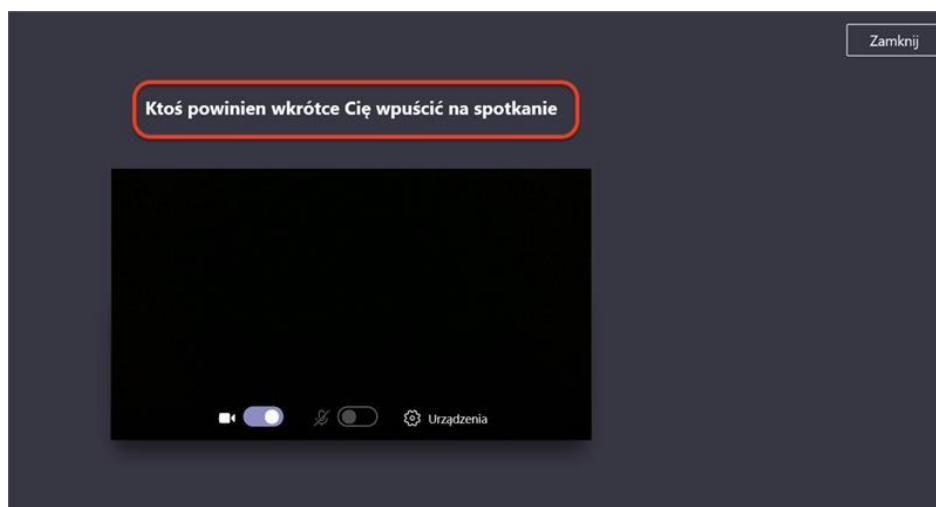 Zamknij
Ktoś powinien wkrótce Cię wpuścić na spotkanie
Urządzenia